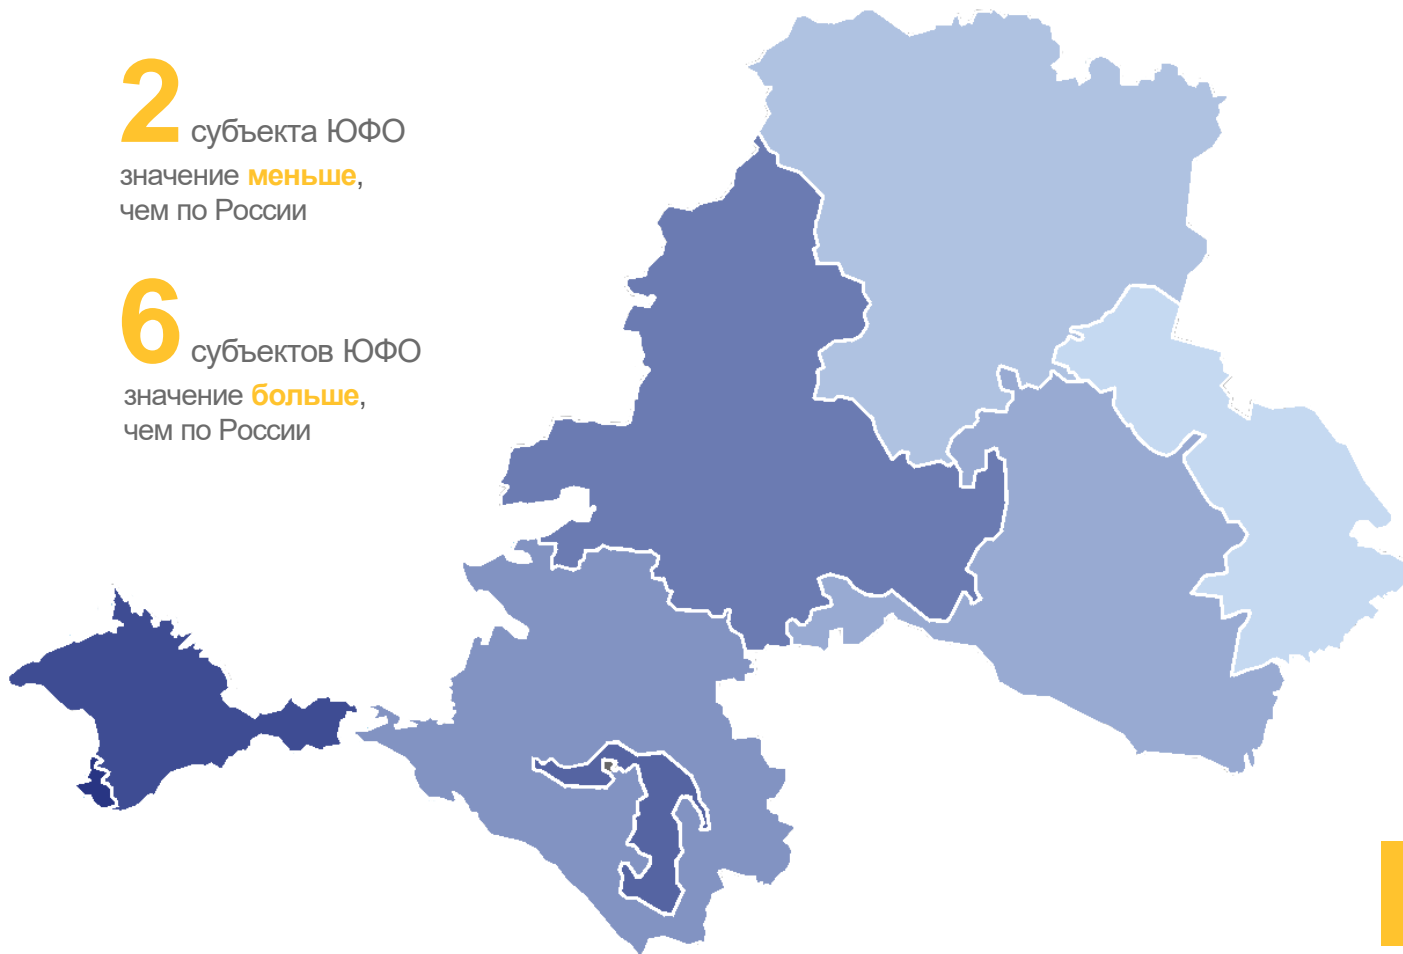 2 субъекта ЮФО
значение меньше,
чем по России
6 субъектов ЮФО
значение больше,
чем по России